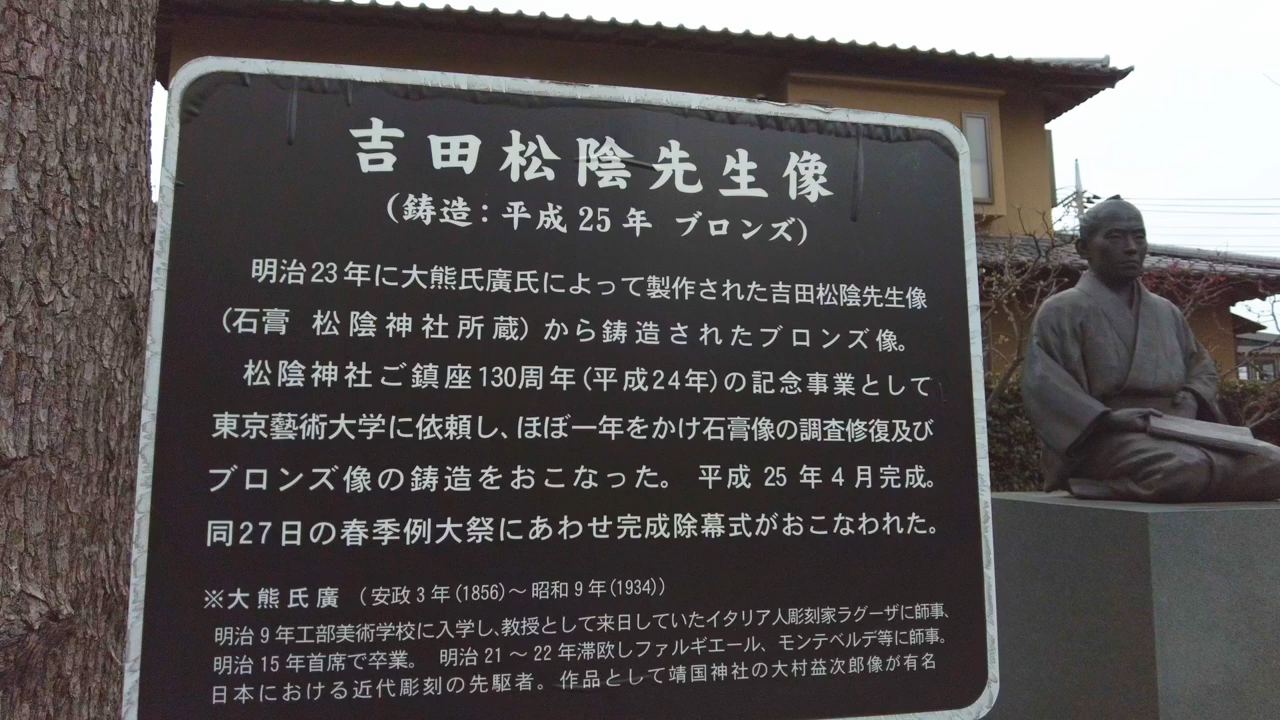 吉田松陰先生像
(鋳造：平成25年 ブロンズ)
明治23年に大熊氏廣氏によって製作された吉田松陰先生像
(石膏 松陰神社所蔵)から鋳造されたブロンズ像。
松陰神社ご鎮座130周年(平成24年)の記念事業として
東京藝術大学に依頼し、ほぼ一年をかけ石膏像の調査修復及び
ブロンズ像の鋳造をおこなった。 平成 25 年 4 月完成。
同27日の春季例大祭にあわせ完成除幕式がおこなわれた。
※大熊氏廣 (安政3年(1856)～昭和9年(1934))
明治9年工部美術学校に入学し、教授として来日していたイタリア人彫刻家ラグーザに師事、
明治15年首席で卒業。 明治21～22年滞欧しファルギエール、モンテベルデ等に師事。
日本における近代彫刻の先駆者。作品として靖国神社の大村益次郎像が有名